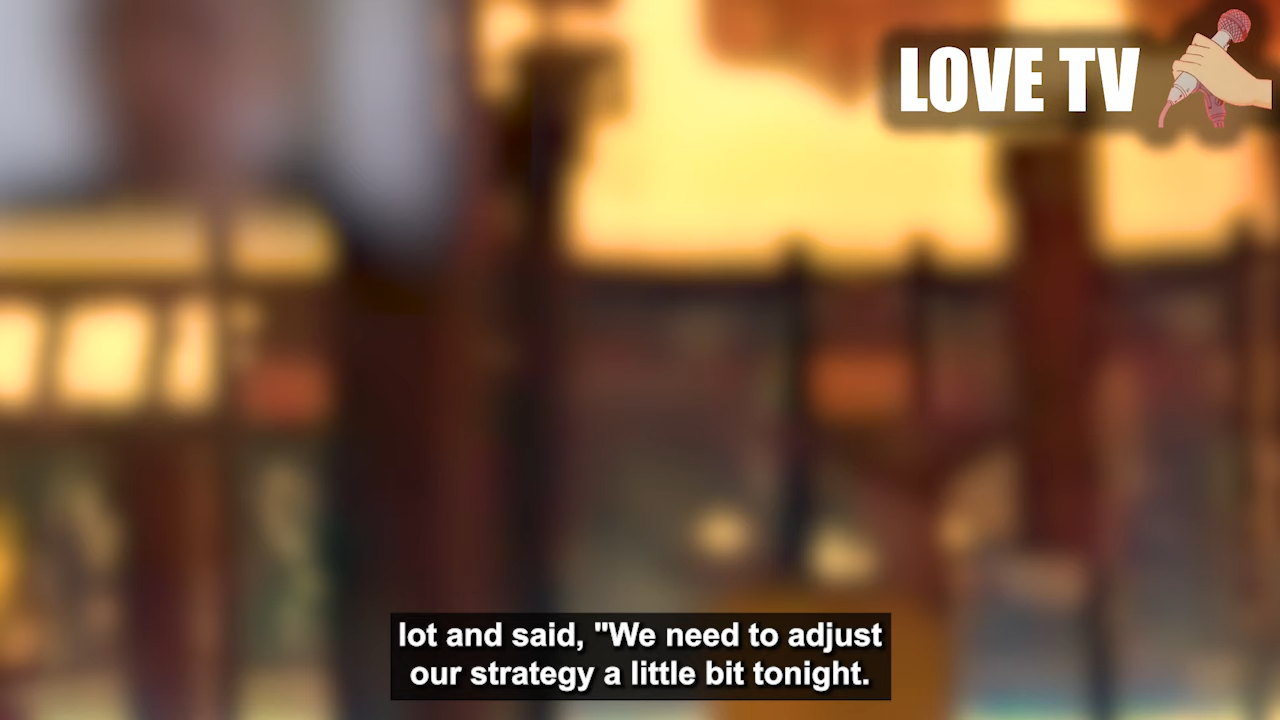 LOVE TV
lot and said, "We need to adjust
our strategy a little bit tonight.